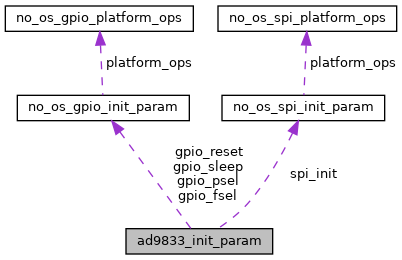 no_os_gpio_platform_ops
no_os_spi_platform_ops
platform_ops
platform_ops
no_os_gpio_init_param
no_os_spi_init_param
gpio_reset
gpio_sleep
gpio_psel
gpio_fsel
spi_init
ad9833_init_param